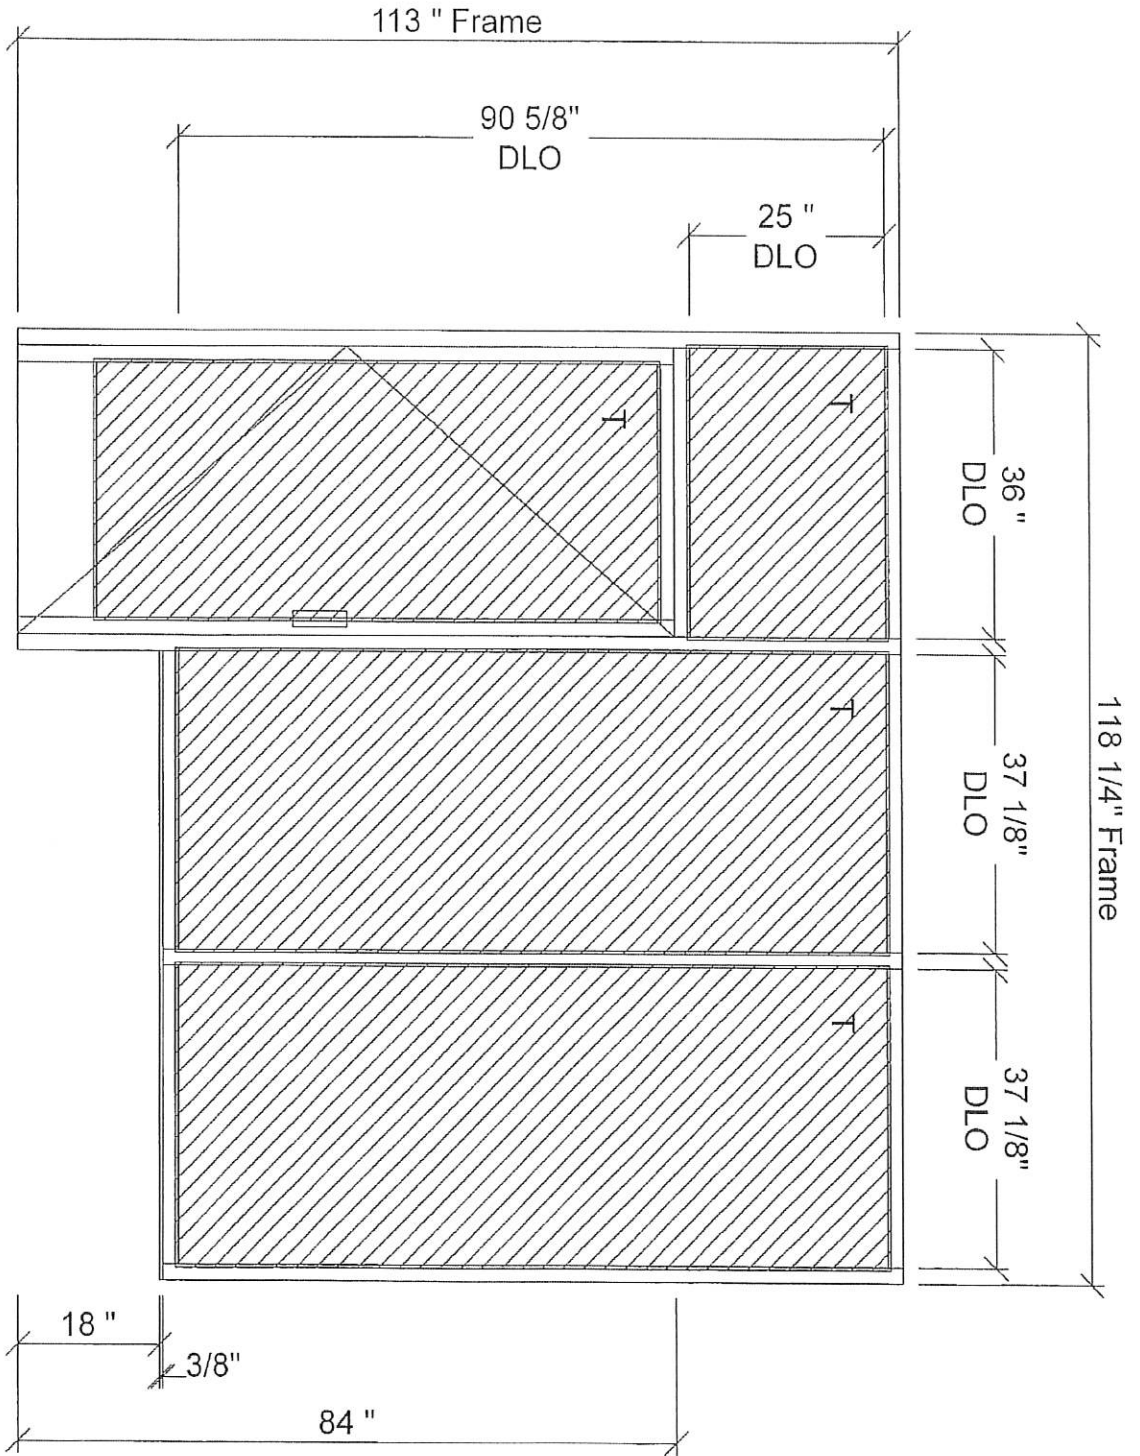 113 " Frame
90 5/8"
DLO
25 "
DLO
36 "
DLO
37 1/8"
DLO
37 1/8"
DLO
118 1/4" Frame
T
T
T
T
18 "
3/8"
84 "